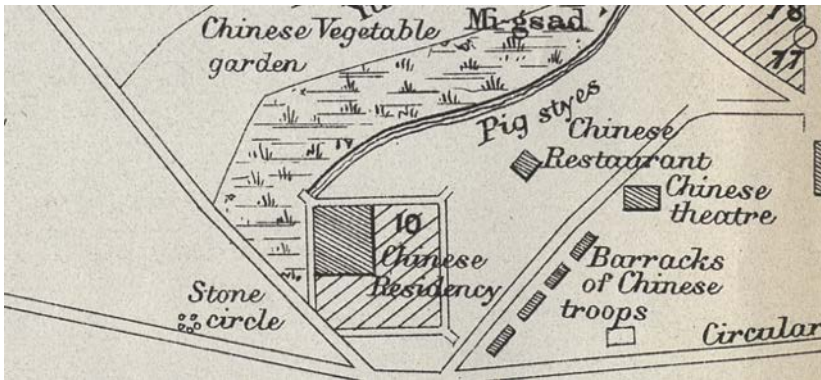 Mi-gsad
Chinese Vegetable
garden
78
77
Pig styes
Chinese
Restaurant
Chinese
theatre
10
Chinese
Residency
Barracks
of Chinese
troops
Stone
circle
Circular